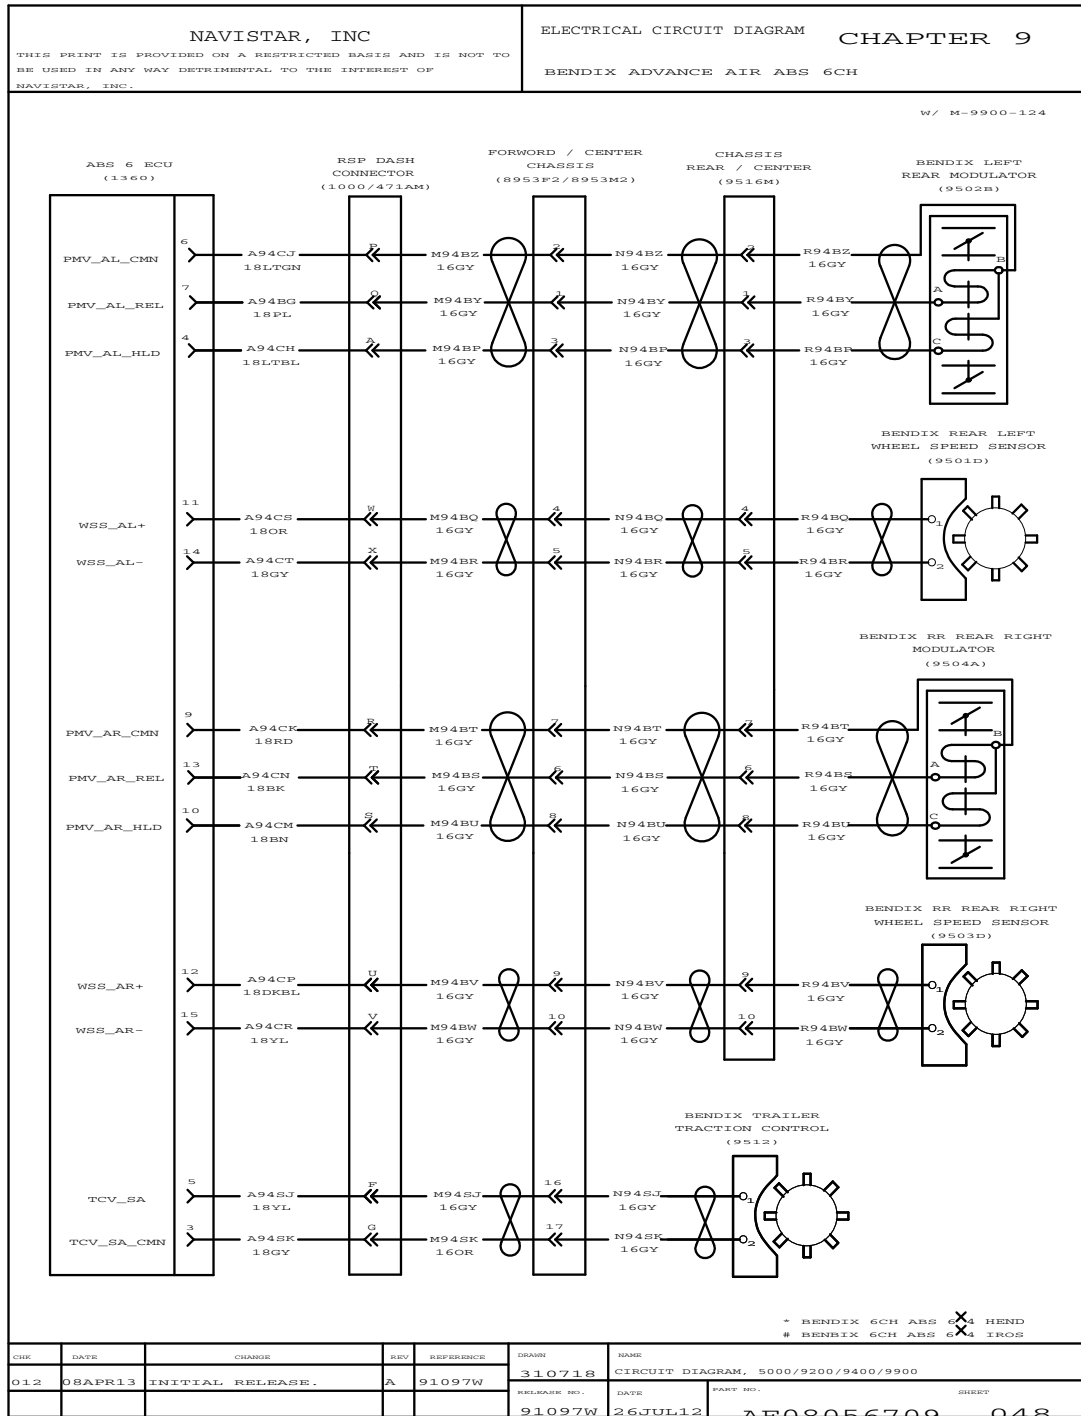 NAVISTAR, INC
THIS PRINT IS PROVIDED ON A RESTRICTED BASIS AND IS NOT TO
BE USED IN ANY WAY DETRIMENTAL TO THE INTEREST OF
NAVISTAR, INC.
ELECTRICAL CIRCUIT DIAGRAM
CHAPTER 9
BENDIX ADVANCE AIR ABS 6CH
W/ M-9900-124
ABS 6 ECU
(1360)
RSP DASH
CONNECTOR
(1000/471AM)
FORWORD / CENTER
CHASSIS
(8953F2/8953M2)
CHASSIS
REAR / CENTER
(9516M)
BENDIX LEFT
REAR MODULATOR
(9502B)
PMV_AL_CMN 6 A94CJ 18LTGN P M94BZ 16GY 2 N94BZ 16GY 2 R94BZ 16GY B
PMV_AL_REL 7 A94BG 18PL M94BY 16GY 1 N94BY 16GY 1 R94BY 16GY A
PMV_AL_HLD 4 A94CH 18LTBL A M94BP 16GY 3 N94BP 16GY 3 R94BP 16GY C
BENDIX REAR LEFT
WHEEL SPEED SENSOR
(9501D)
WSS_AL+ 11 A94CS 18OR W M94BQ 16GY 4 N94BQ 16GY 4 R94BQ 16GY 1
WSS_AL- 14 A94CT 18GY X M94BR 16GY 5 N94BR 16GY 5 R94BR 16GY 2
BENDIX RR REAR RIGHT
MODULATOR
(9504A)
PMV_AR_CMN 9 A94CK 18RD R M94BT 16GY 7 N94BT 16GY 7 R94BT 16GY B
PMV_AR_REL 13 A94CN 18BK T M94BS 16GY 6 N94BS 16GY 6 R94BS 16GY A
PMV_AR_HLD 10 A94CM 18BN S M94BU 16GY 8 N94BU 16GY 8 R94BU 16GY C
BENDIX RR REAR RIGHT
WHEEL SPEED SENSOR
(9503D)
WSS_AR+ 12 A94CP 18DKBL U M94BV 16GY 9 N94BV 16GY 9 R94BV 16GY 1
WSS_AR- 15 A94CR 18YL V M94BW 16GY 10 N94BW 16GY 10 R94BW 16GY 2
BENDIX TRAILER
TRACTION CONTROL
(9512)
TCV_SA 5 A94SJ 18YL F M94SJ 16GY 16 N94SJ 16GY 1
TCV_SA_CMN 3 A94SK 18GY G M94SK 16OR 17 N94SK 16GY 2
* BENDIX 6CH ABS 6X4 HEND
# BENBIX 6CH ABS 6X4 IROS
CHK DATE CHANGE REV REFERENCE
012 08APR13 INITIAL RELEASE. A 91097W
DRAWN 310718
NAME
CIRCUIT DIAGRAM, 5000/9200/9400/9900
RELEASE NO. 91097W
DATE 26JUL12
PART NO. AE08056709
SHEET 048